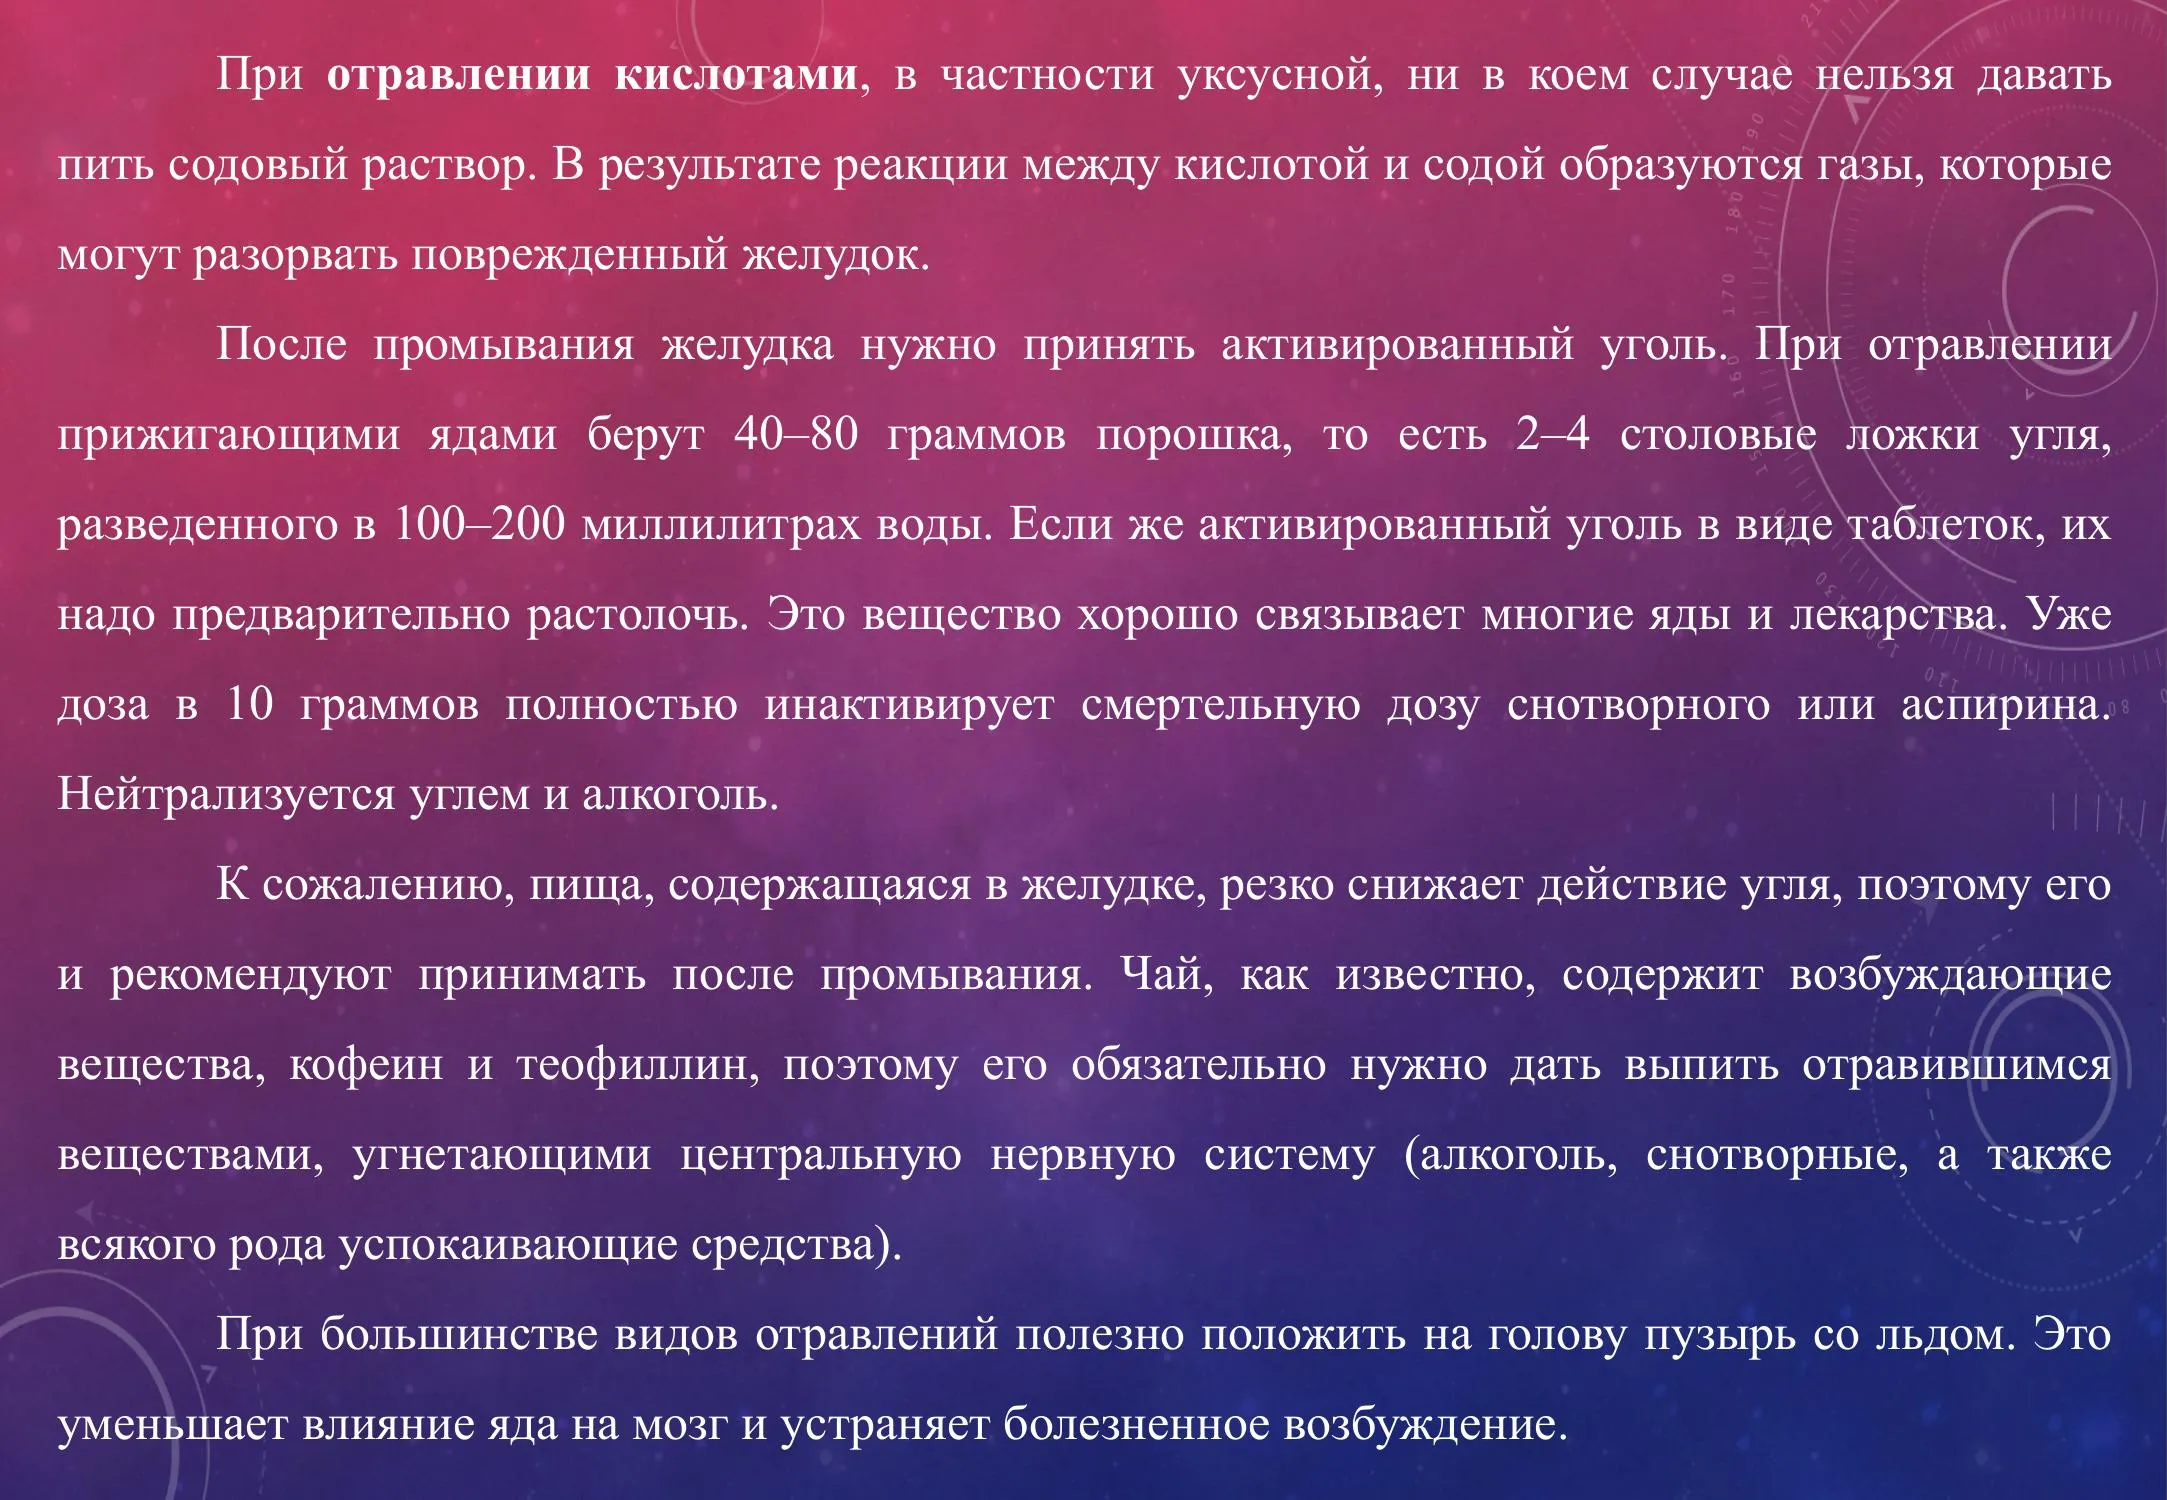 При отравлении кислотами, в частности уксусной, ни в коем случае нельзя давать
пить содовый раствор. В результате реакции между кислотой и содой образуются газы, которые
могут разорвать поврежденный желудок.
После промывания желудка нужно принять активированный уголь. При отравлении
прижигающими ядами берут 40–80 граммов порошка, то есть 2–4 столовые ложки угля,
разведенного в 100–200 миллилитрах воды. Если же активированный уголь в виде таблеток, их
надо предварительно растолочь. Это вещество хорошо связывает многие яды и лекарства. Уже
доза в 10 граммов полностью инактивирует смертельную дозу снотворного или аспирина.
Нейтрализуется углем и алкоголь.
К сожалению, пища, содержащаяся в желудке, резко снижает действие угля, поэтому его
и рекомендуют принимать после промывания. Чай, как известно, содержит возбуждающие
вещества, кофеин и теофиллин, поэтому его обязательно нужно дать выпить отравившимся
веществами, угнетающими центральную нервную систему (алкоголь, снотворные, а также
всякого рода успокаивающие средства).
При большинстве видов отравлений полезно положить на голову пузырь со льдом. Это
уменьшает влияние яда на мозг и устраняет болезненное возбуждение.